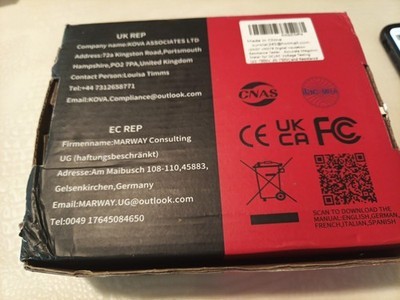 UK REP
Company name:KOVA ASSOCIATES LTD
Address:72a Kingston Road,Portsmouth
Hampshire,PO2 7PA,United Kingdom
Contact Person:Louisa Timms
Tel:+44 7312658771
Email:KOVA.Compliance@outlook.com
EC REP
Firmenname:MARWAY Consulting
UG (haftungsbeschränkt)
Adresse:Am Maibusch 108-110,45883,
Gelsenkirchen,Germany
Email:MARWAY.UG@outlook.com
Tel:0049 17645084650
Made in China
CNAS
CE UK CA FC
SCAN TO DOWNLOAD THE
MANUAL:ENGLISH,GERMAN,
FRENCH,ITALIAN,SPANISH